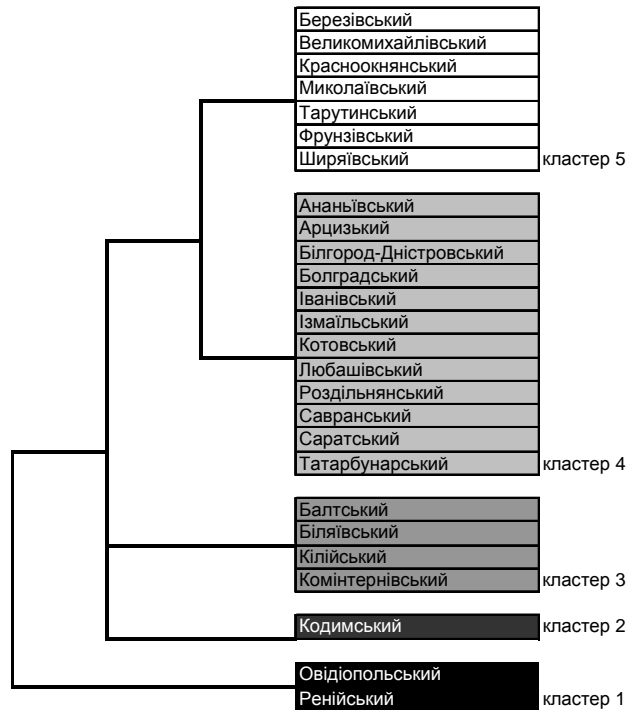 Березівський
Великомихайлівський
Красноокнянський
Миколаївський
Тарутинський
Фрунзівський
Ширяївський кластер 5
Ананьївський
Арцизький
Білгород-Дністровський
Болградський
Іванівський
Ізмаїльський
Котовський
Любашівський
Роздільнянський
Савранський
Саратський
Татарбунарський кластер 4
Балтський
Біляївський
Кілійський
Комінтернівський кластер 3
Кодимський кластер 2
Овідіопольський
Ренійський кластер 1